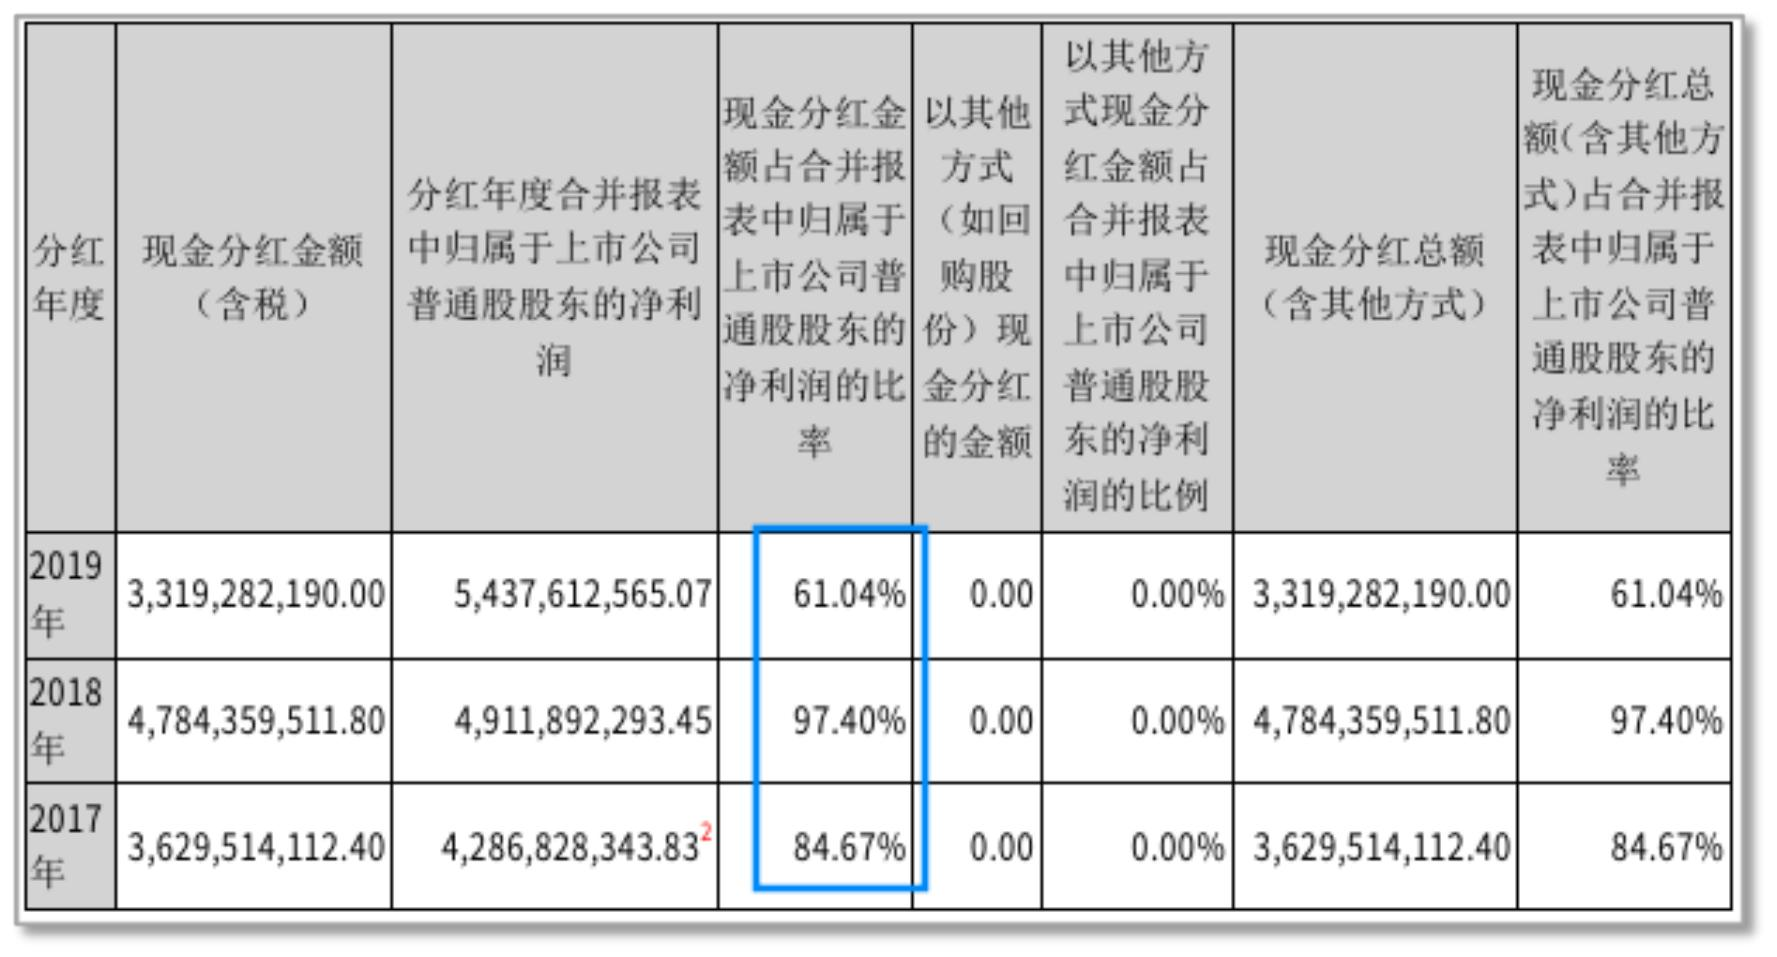 分红
年度
现金分红金额
（含税）
分红年度合并报表
中归属于上市公司
普通股股东的净利
润
现金分红金
额占合并报
表中归属于
上市公司普
通股股东的
净利润的比
率
以其他
方式
（如回
购股
份）现
金分红
的金额
以其他方
式现金分
红金额占
合并报表
中归属于
上市公司
普通股股
东的净利
润的比例
现金分红总额
（含其他方式）
现金分红总
额(含其他方
式)占合并报
表中归属于
上市公司普
通股股东的
净利润的比
率
2019
年
3,319,282,190.00
5,437,612,565.07
61.04%
0.00
0.00%
3,319,282,190.00
61.04%
2018
年
4,784,359,511.80
4,911,892,293.45
97.40%
0.00
0.00%
4,784,359,511.80
97.40%
2017
年
3,629,514,112.40
4,286,828,343.83²
84.67%
0.00
0.00%
3,629,514,112.40
84.67%